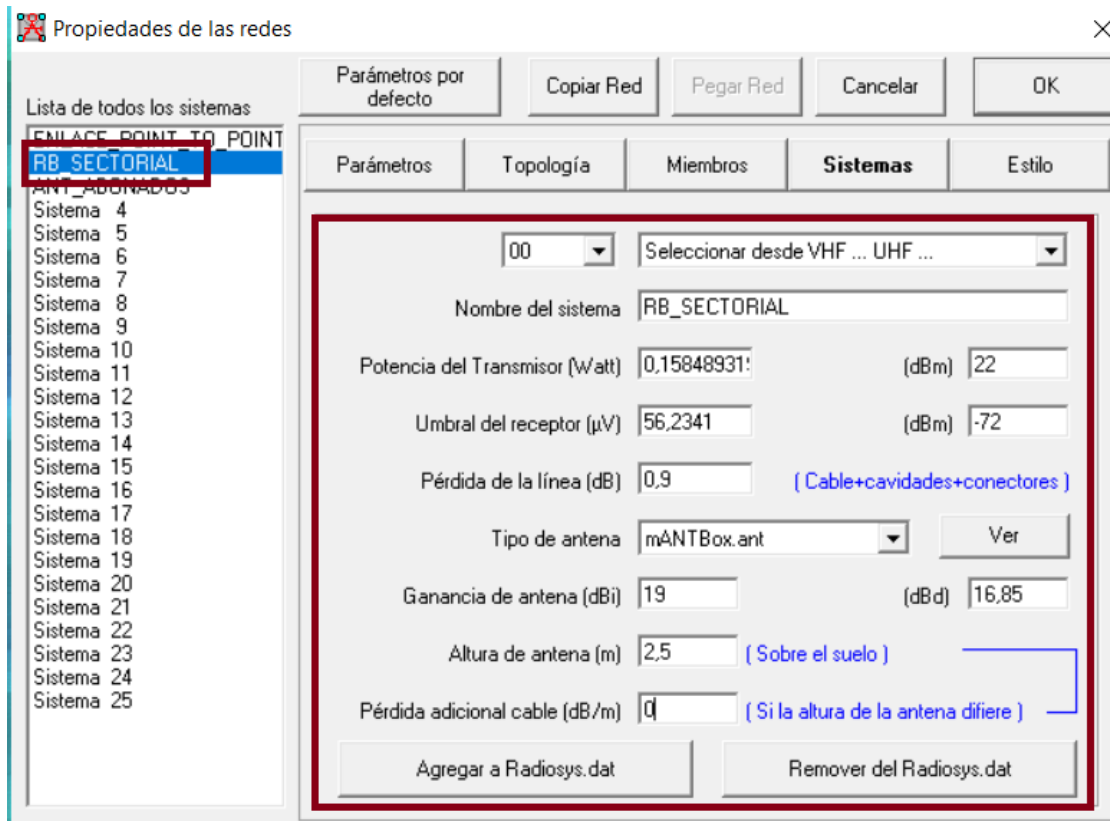 Propiedades de las redes
Parámetros por defecto
Copiar Red
Pegar Red
Cancelar
OK
Lista de todos los sistemas
ENLACE_POINT_TO_POINT
RB_SECTORIAL
ANT_ABONADOS
Sistema 4
Sistema 5
Sistema 6
Sistema 7
Sistema 8
Sistema 9
Sistema 10
Sistema 11
Sistema 12
Sistema 13
Sistema 14
Sistema 15
Sistema 16
Sistema 17
Sistema 18
Sistema 19
Sistema 20
Sistema 21
Sistema 22
Sistema 23
Sistema 24
Sistema 25
Parámetros
Topología
Miembros
Sistemas
Estilo
00 Seleccionar desde VHF ... UHF ...
Nombre del sistema RB_SECTORIAL
Potencia del Transmisor (Watt) 0,15848931 (dBm) 22
Umbral del receptor (µV) 56,2341 (dBm) -72
Pérdida de la línea (dB) 0,9 ( Cable+cavidades+conectores )
Tipo de antena mANTBox.ant Ver
Ganancia de antena (dBi) 19 (dBd) 16,85
Altura de antena (m) 2,5 ( Sobre el suelo )
Pérdida adicional cable (dB/m) 0 ( Si la altura de la antena difiere )
Agregar a Radiosys.dat
Remover del Radiosys.dat